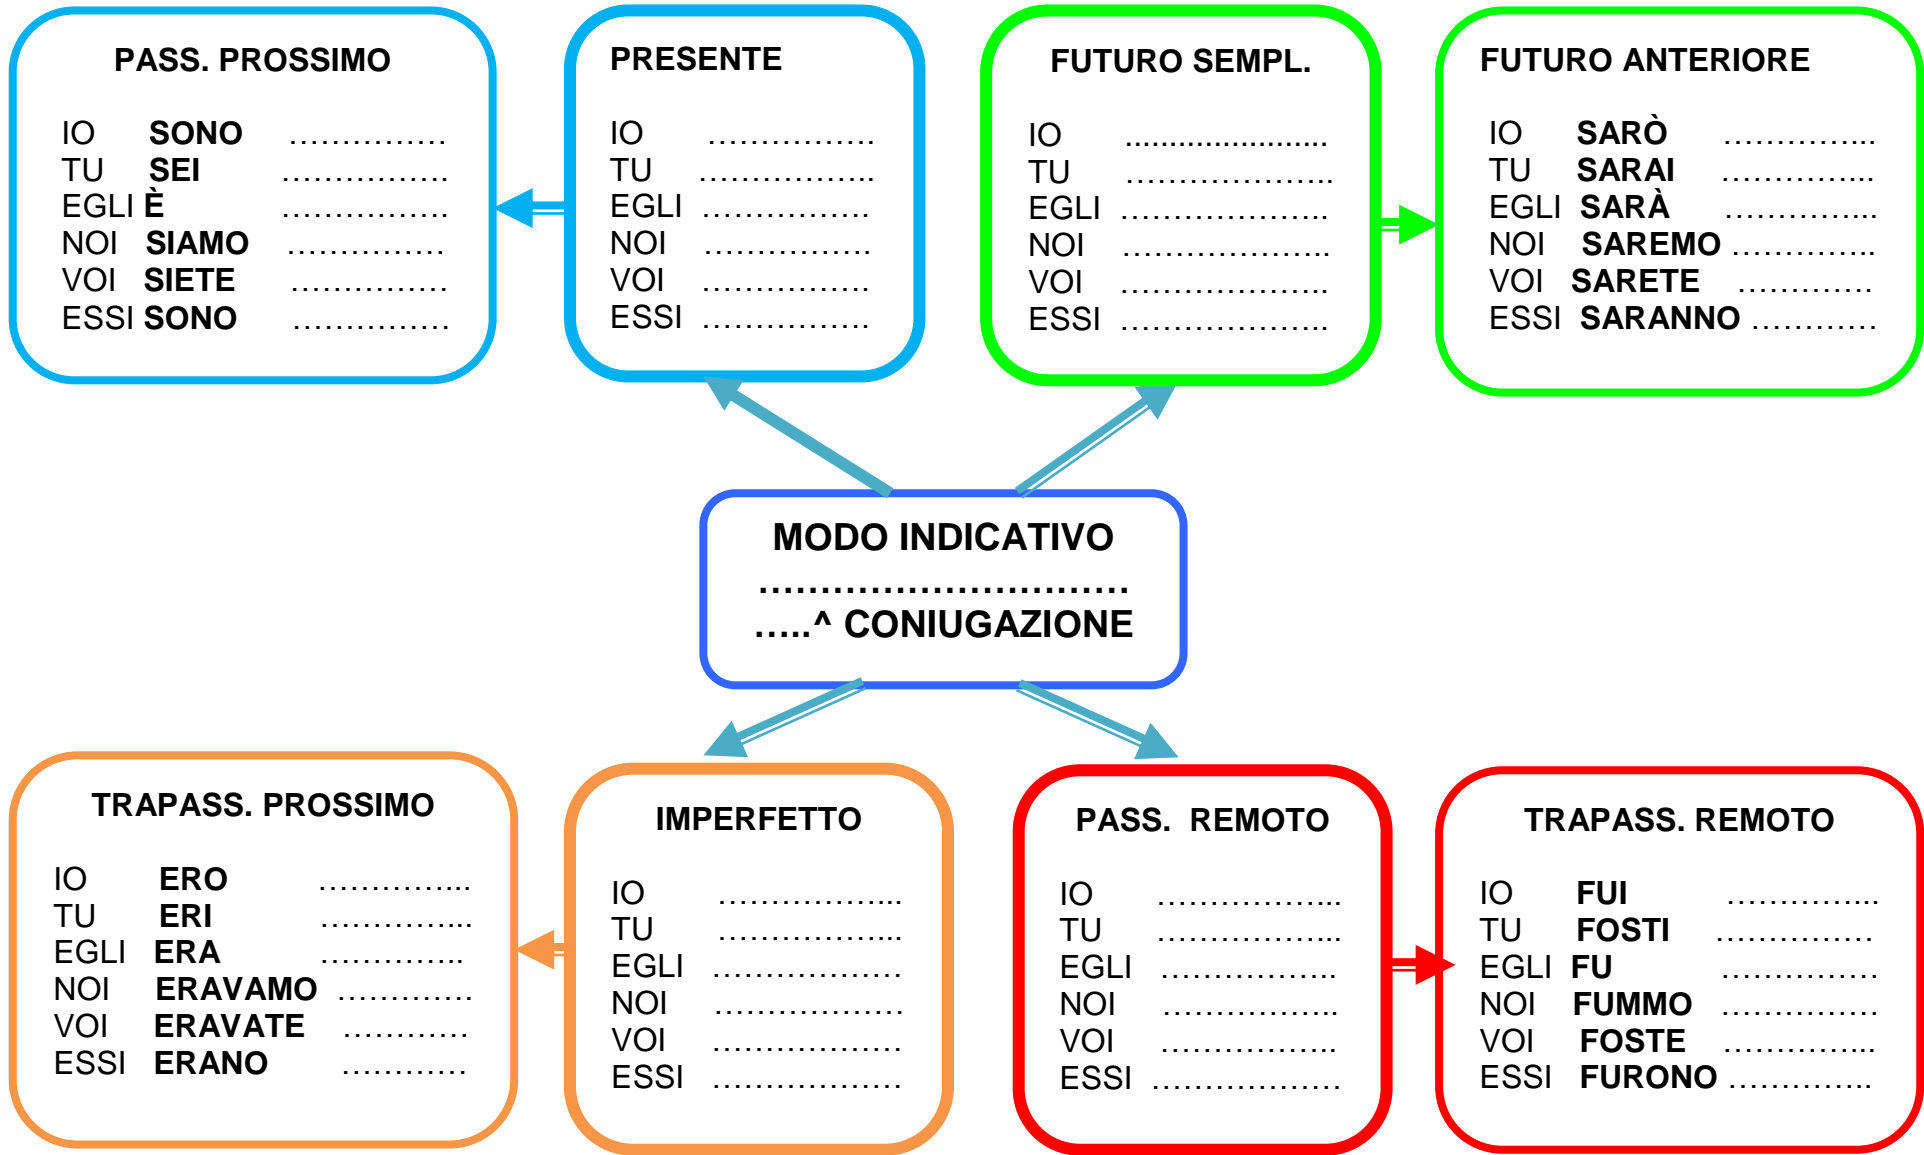 PASS. PROSSIMO
IO SONO ……………
TU SEI …………….
EGLI È …………….
NOI SIAMO ……………
VOI SIETE ……………
ESSI SONO ……………
PRESENTE
IO …………….
TU ……………..
EGLI …………….
NOI …………….
VOI …………….
ESSI …………….
FUTURO SEMPL.
IO .......................
TU ………………..
EGLI ………………..
NOI ………………..
VOI ………………..
ESSI ………………..
FUTURO ANTERIORE
IO SARÒ …………...
TU SARAI …………...
EGLI SARÀ …………...
NOI SAREMO …………..
VOI SARETE ………….
ESSI SARANNO …………
MODO INDICATIVO
…………………………
…..^ CONIUGAZIONE
TRAPASS. PROSSIMO
IO ERO …………...
TU ERI …………...
EGLI ERA …………..
NOI ERAVAMO ………….
VOI ERAVATE …………
ESSI ERANO …………
IMPERFETTO
IO ……………...
TU ……………...
EGLI ………………
NOI ………………
VOI ………………
ESSI ………………
PASS. REMOTO
IO ……………...
TU ……………...
EGLI ……………..
NOI ……………..
VOI ……………..
ESSI ………………
TRAPASS. REMOTO
IO FUI …………...
TU FOSTI ……………
EGLI FU ……………
NOI FUMMO ……………
VOI FOSTE …………...
ESSI FURONO …………..